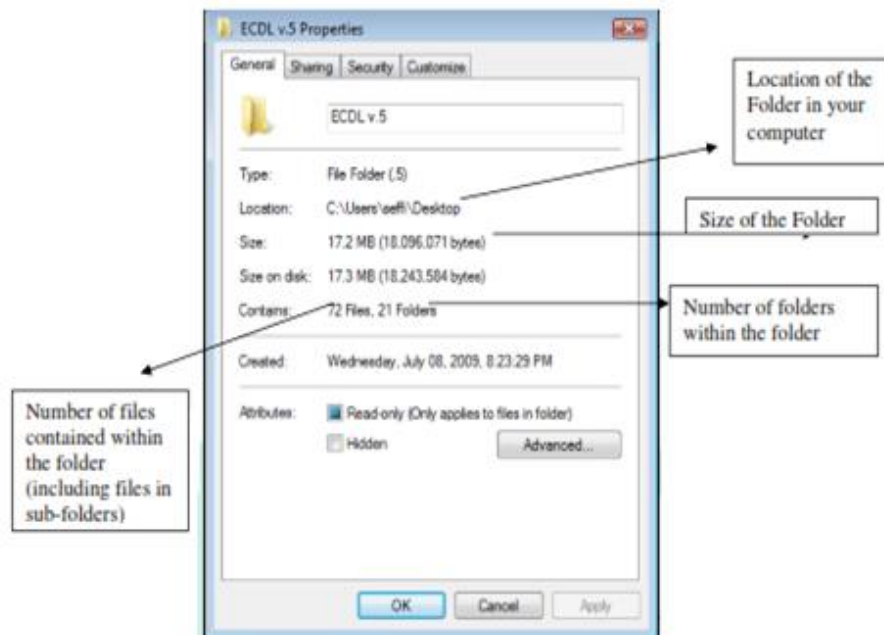 ECDL v.5 Properties
General Sharing Security Customize
ECDL v.5
Type: File Folder (.5)
Location: C:\Users\seffi\Desktop
Size: 17.2 MB (18.096.071 bytes)
Size on disk: 17.3 MB (18.243.584 bytes)
Contains: 72 Files, 21 Folders
Created: Wednesday, July 08, 2009, 8:23:29 PM
Attributes: Read-only (Only applies to files in folder)
Hidden
Advanced...
OK Cancel Apply
Location of the
Folder in your
computer
Size of the Folder
Number of folders
within the folder
Number of files
contained within
the folder
(including files in
sub-folders)